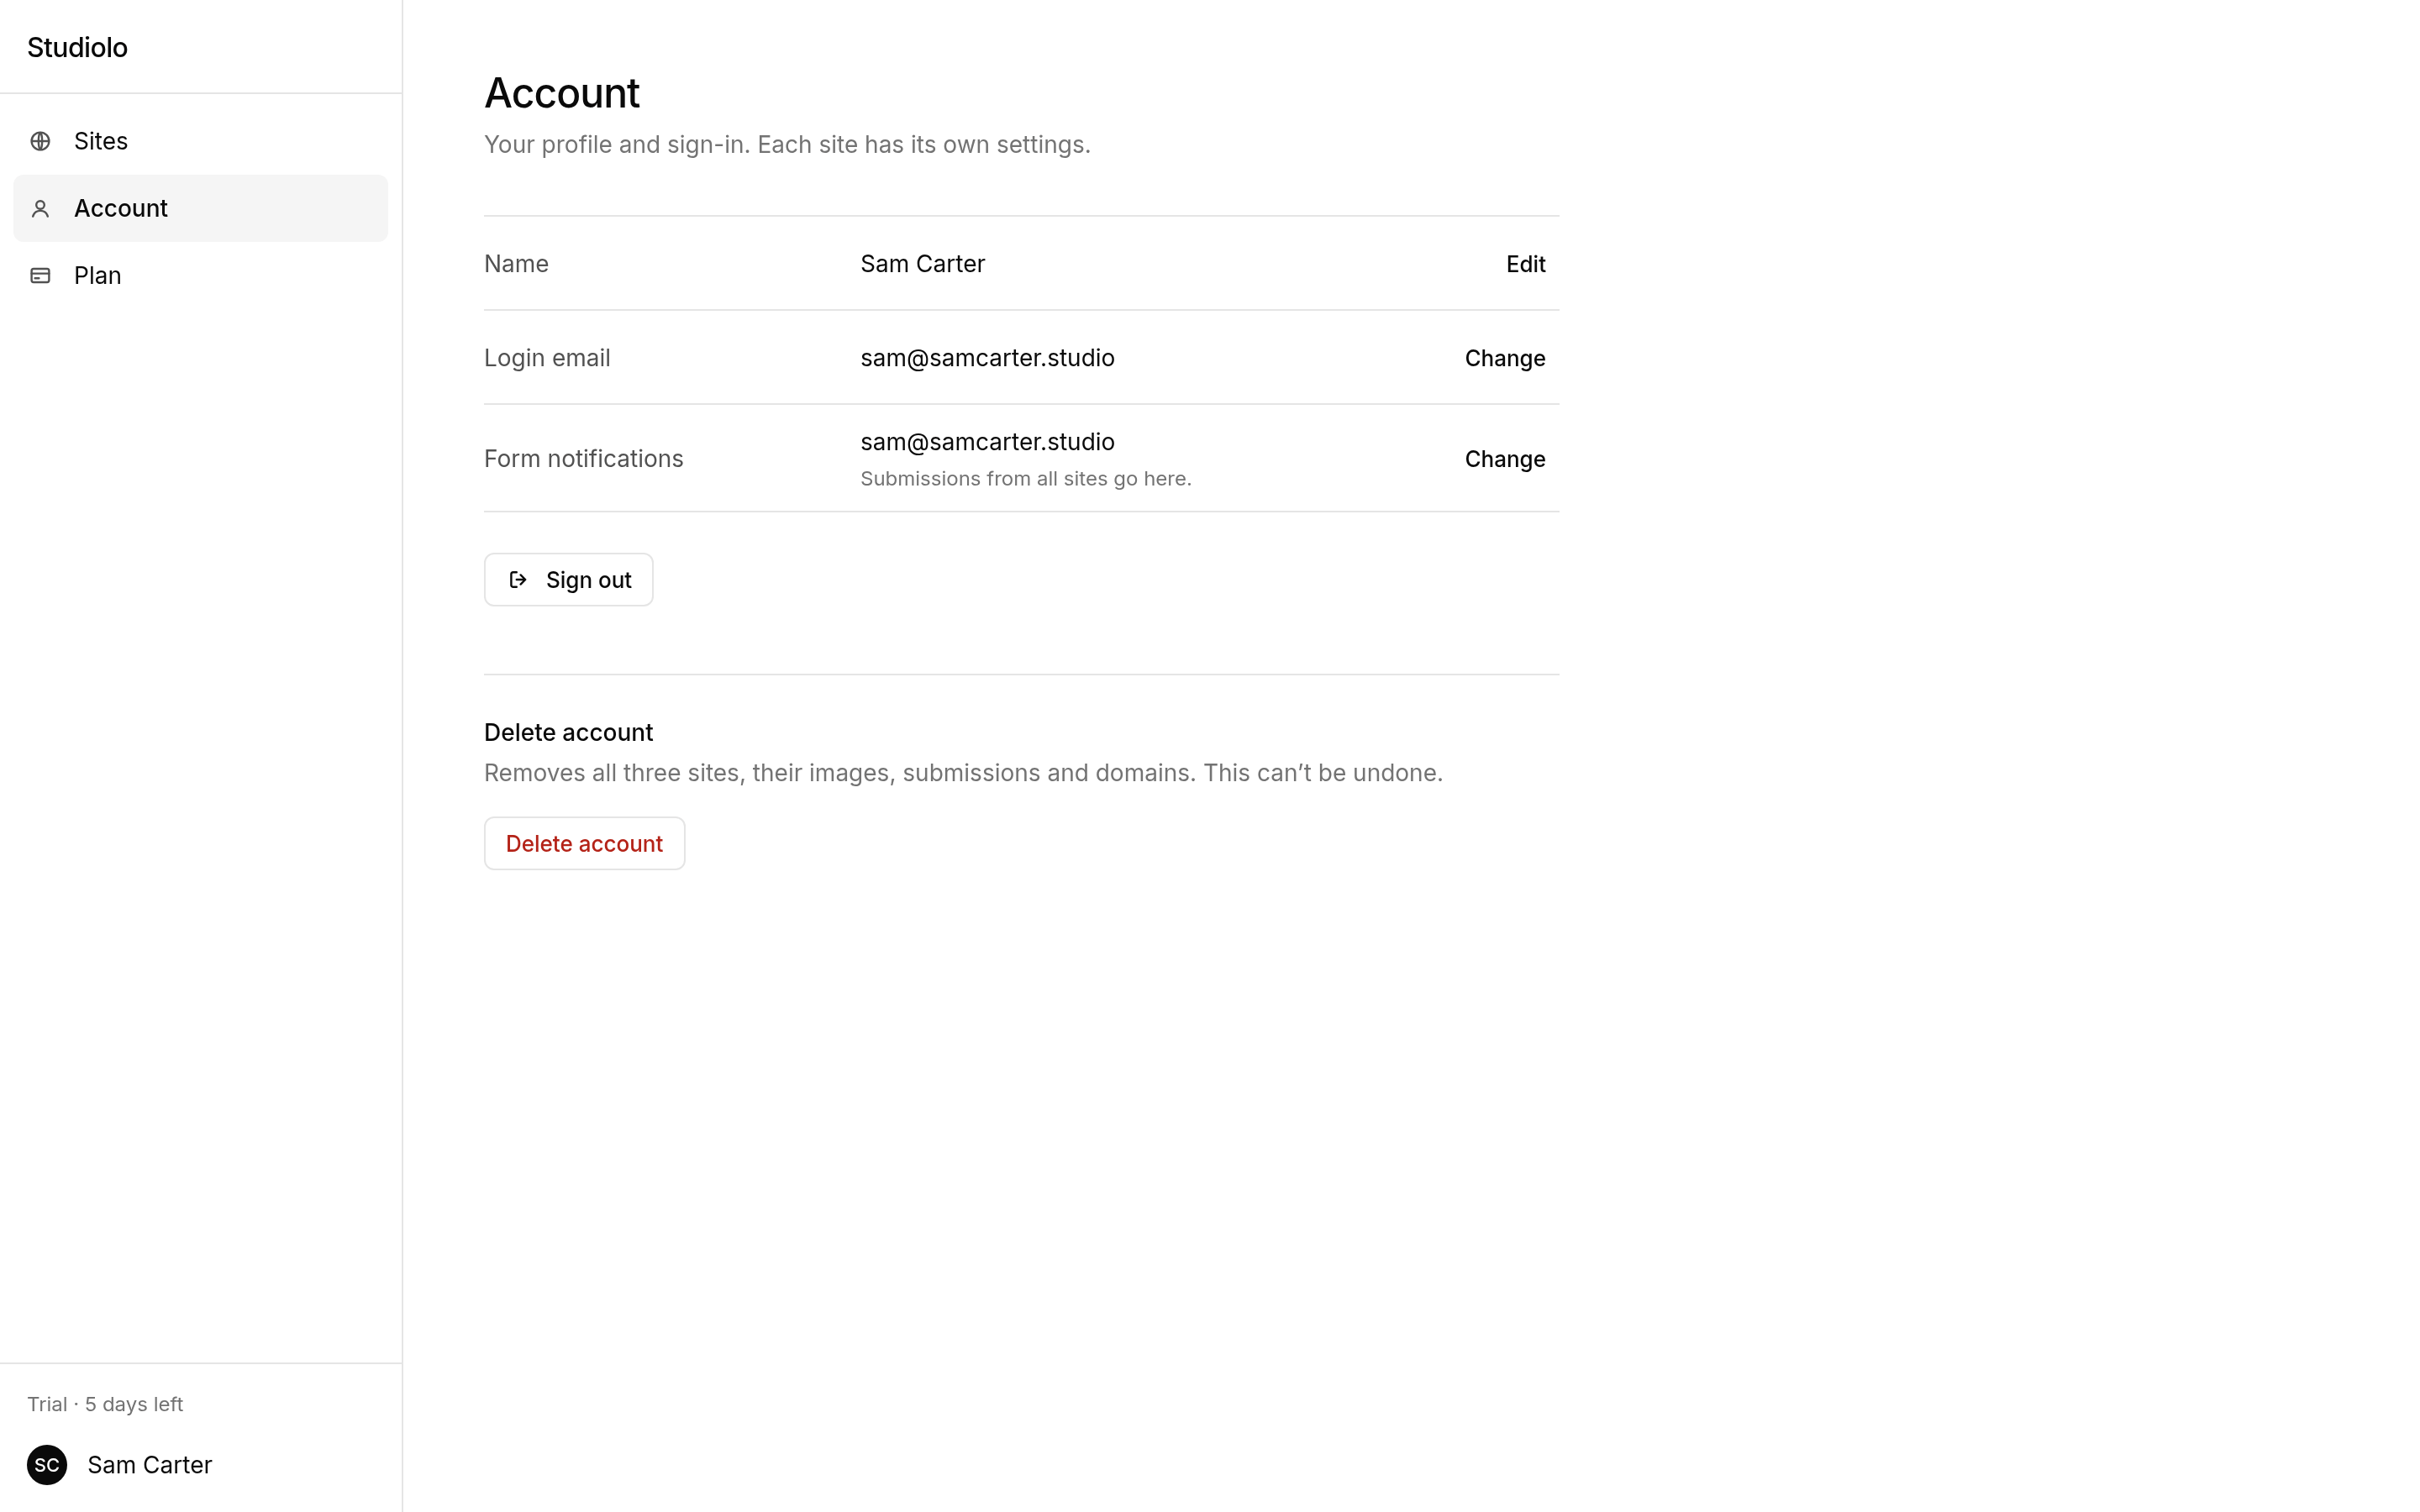 Studiolo
Sites
Account
Plan
Trial · 5 days left
SC
Sam Carter
Account
Your profile and sign-in. Each site has its own settings.
Name Sam Carter Edit
Login email sam@samcarter.studio Change
Form notifications sam@samcarter.studio Change
Submissions from all sites go here.
Sign out
Delete account
Removes all three sites, their images, submissions and domains. This can’t be undone.
Delete account